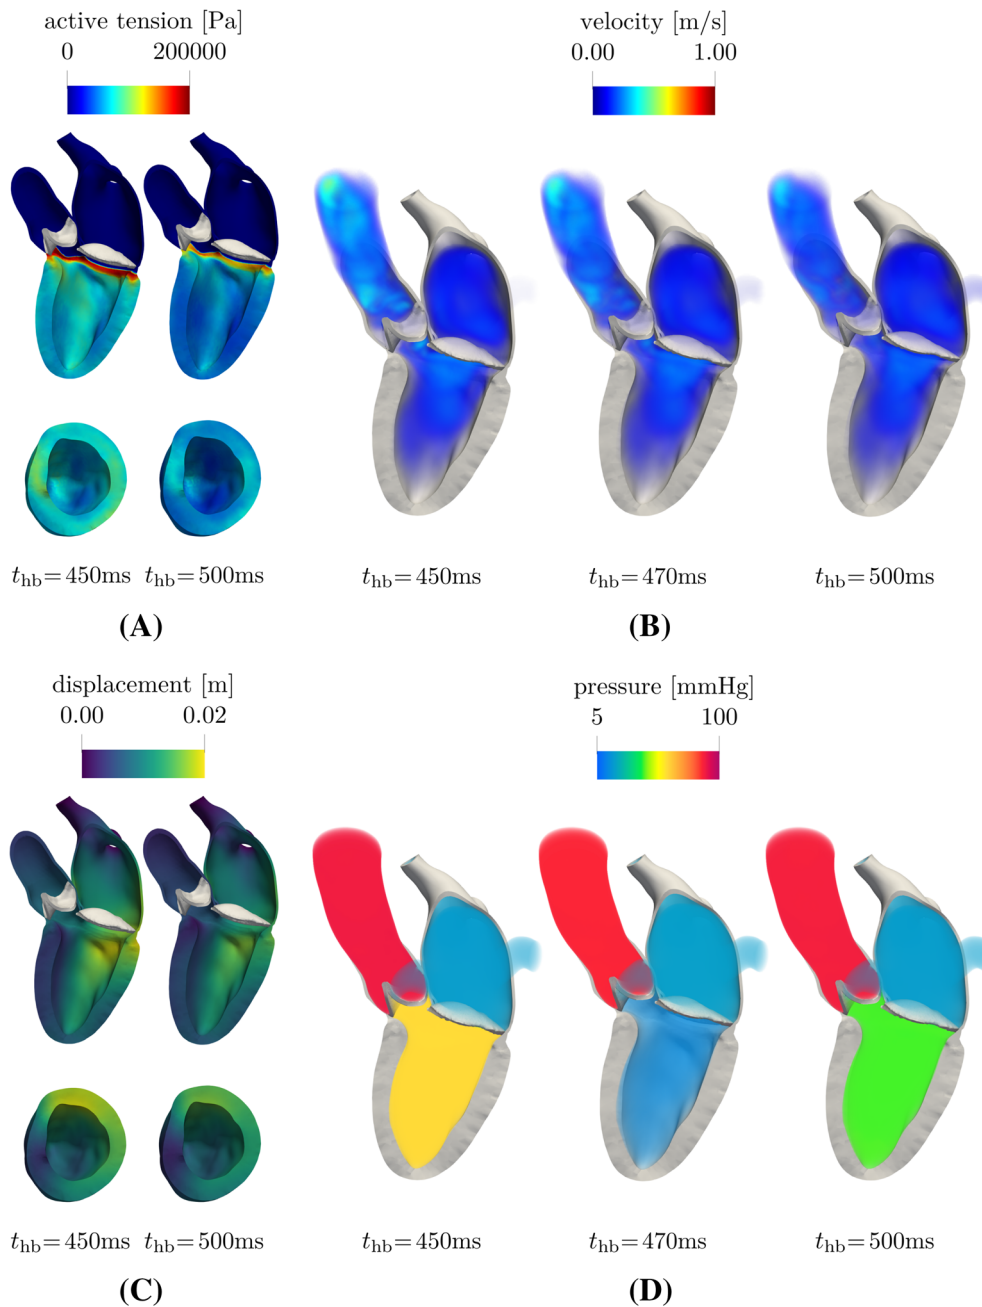 active tension [Pa]
0 200000
velocity [m/s]
0.00 1.00
t_hb = 450ms t_hb = 500ms
t_hb = 450ms t_hb = 470ms t_hb = 500ms
(A)
(B)
displacement [m]
0.00 0.02
pressure [mmHg]
5 100
t_hb = 450ms t_hb = 500ms
t_hb = 450ms t_hb = 470ms t_hb = 500ms
(C)
(D)